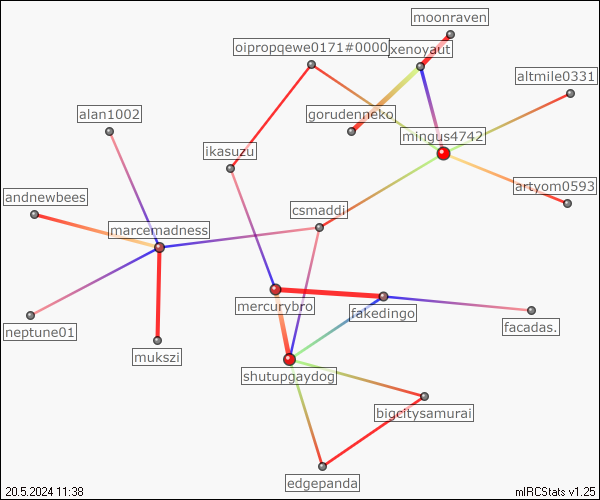 moonraven
oipropqewe0171#0000
xenoyaut
altmile0331
alan1002
gorudenneko
mingus4742
ikasuzu
andnewbees
csmaddi
artyom0593
marcemadness
mercurybro
fakedingo
neptune01
facadas.
mukszi
shutupgaydog
bigcitysamurai
edgepanda
20.5.2024 11:38
mIRCStats v1.25